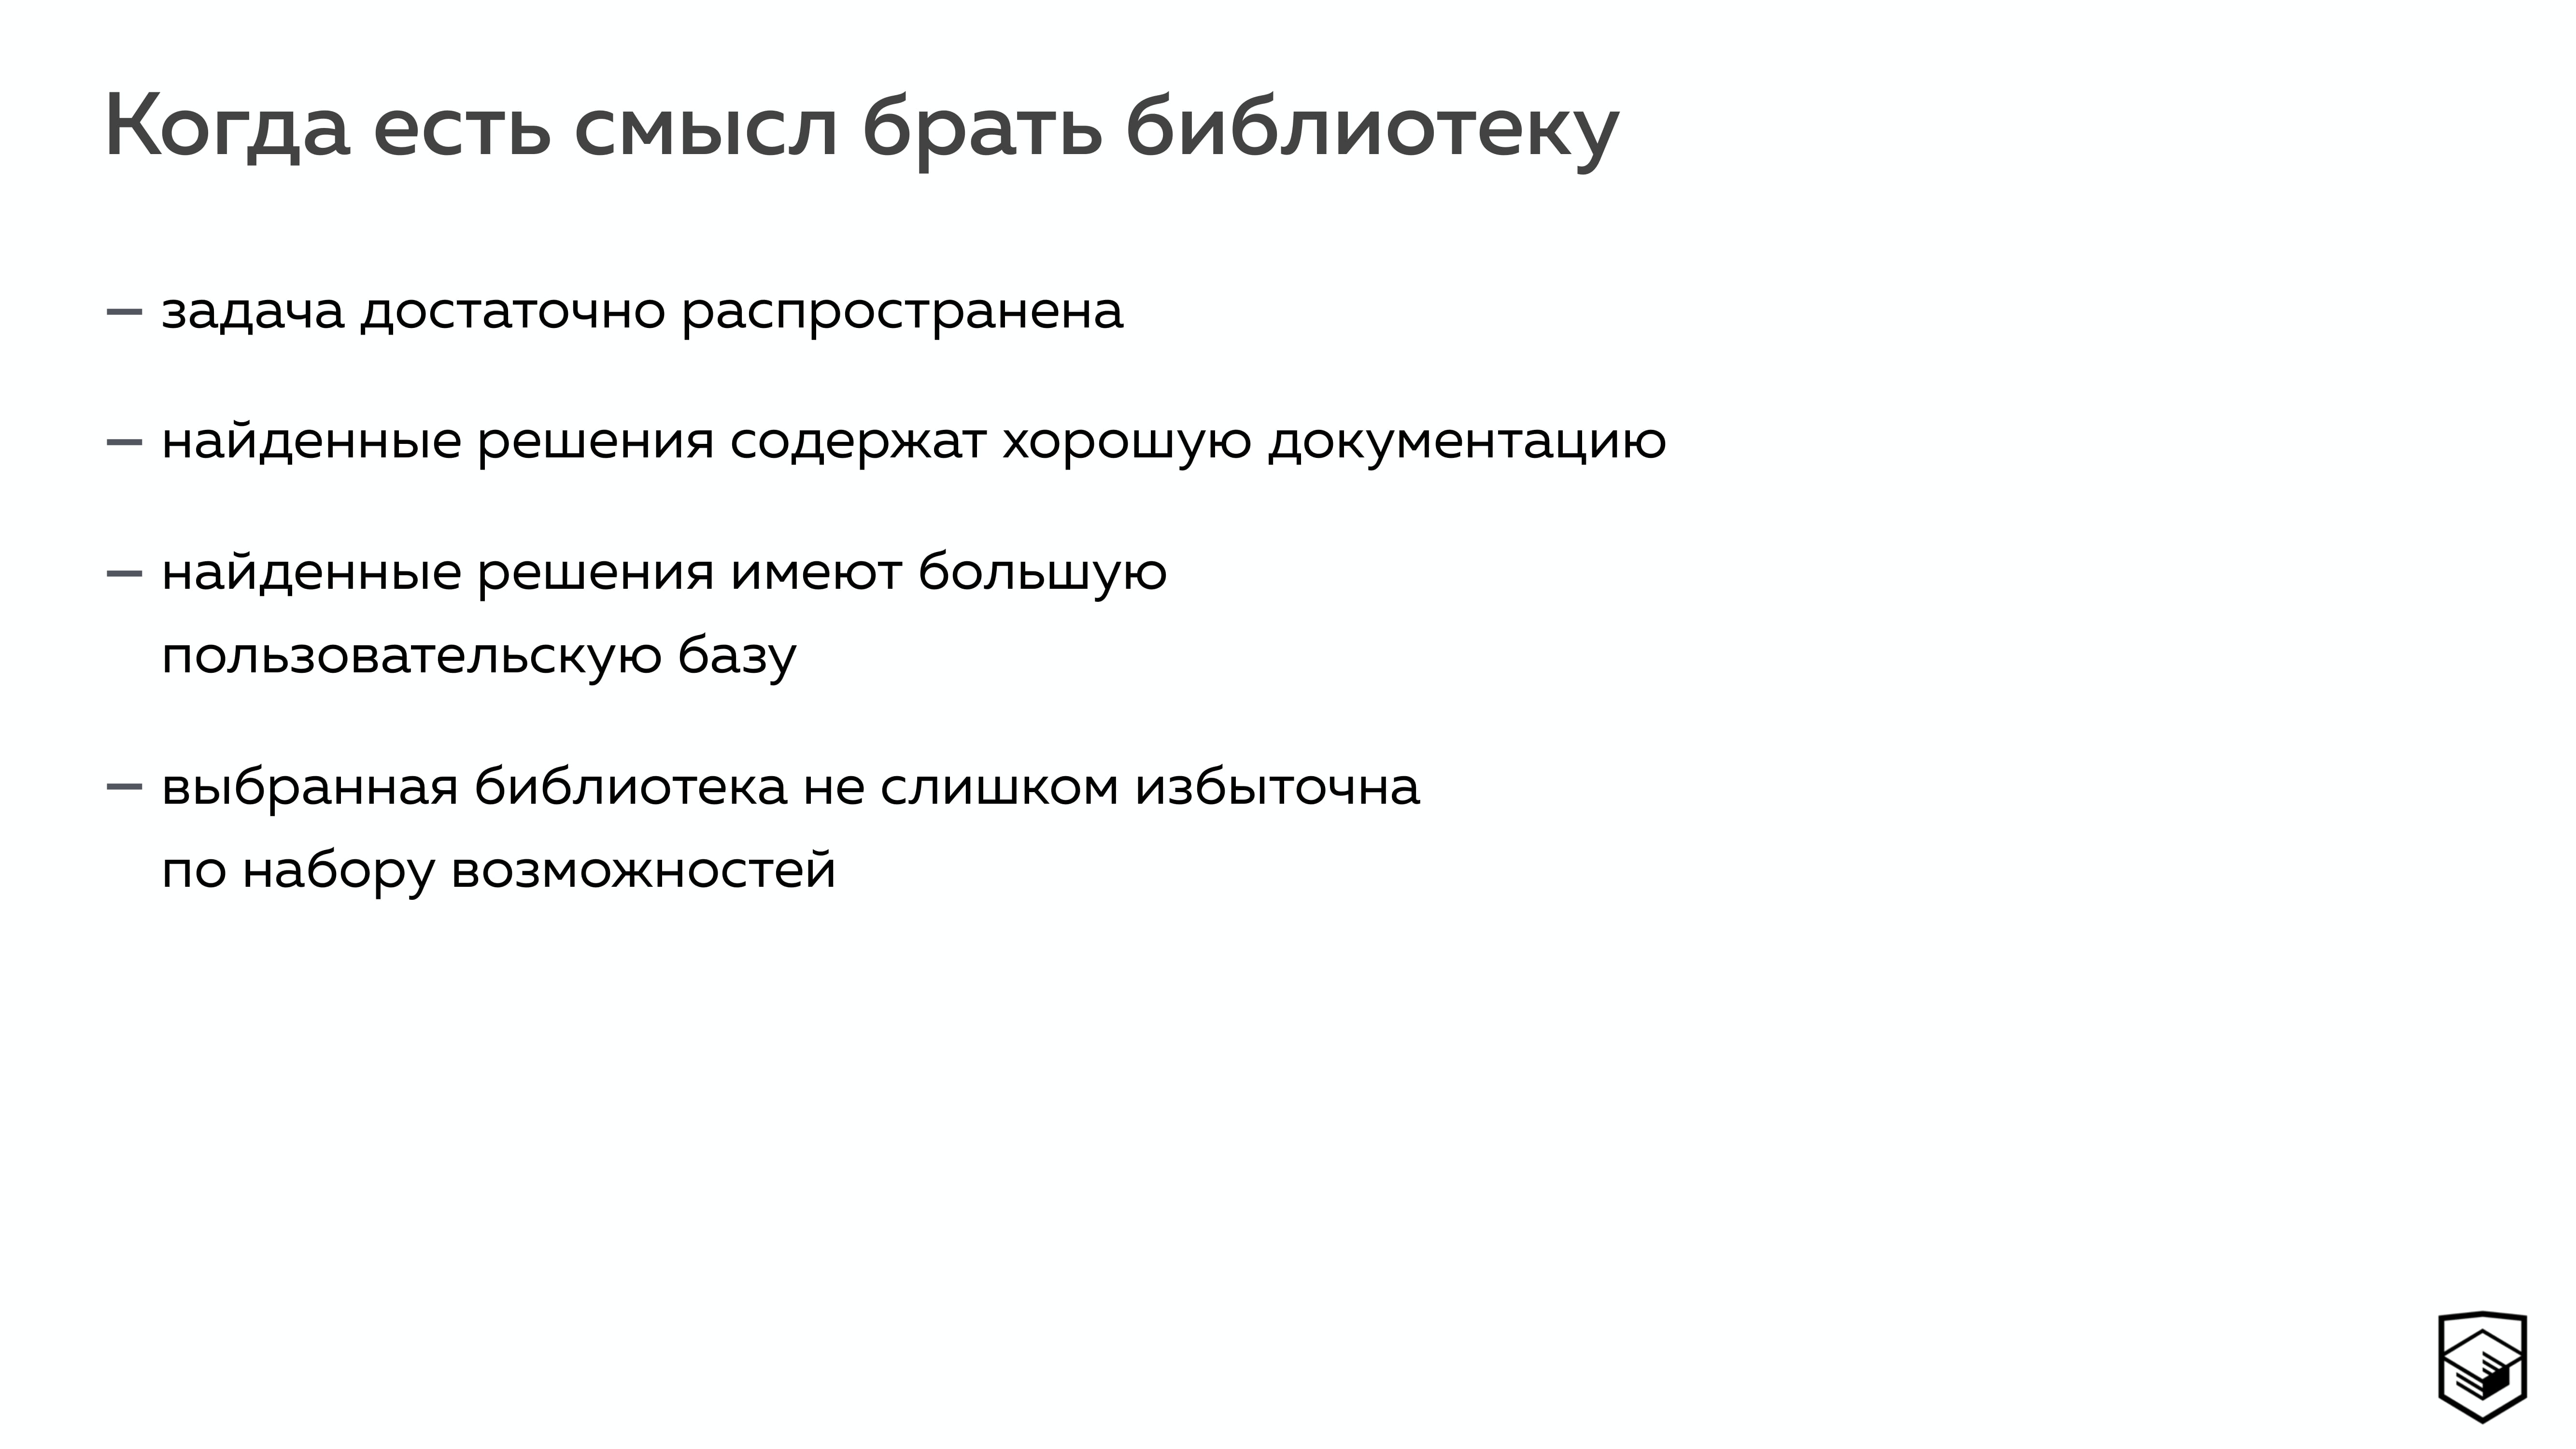 Когда есть смысл брать библиотеку
— задача достаточно распространена
— найденные решения содержат хорошую документацию
— найденные решения имеют большую
пользовательскую базу
— выбранная библиотека не слишком избыточна
по набору возможностей